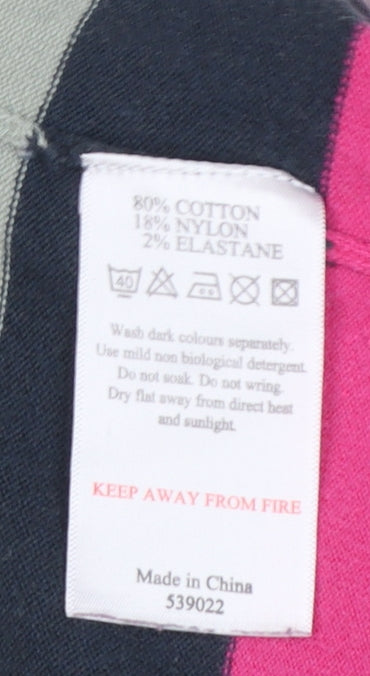 80% COTTON
18% NYLON
2% ELASTANE
40
Wash dark colours separately.
Use mild non biological detergent.
Do not soak. Do not wring.
Dry flat away from direct heat
and sunlight.
KEEP AWAY FROM FIRE
Made in China
539022